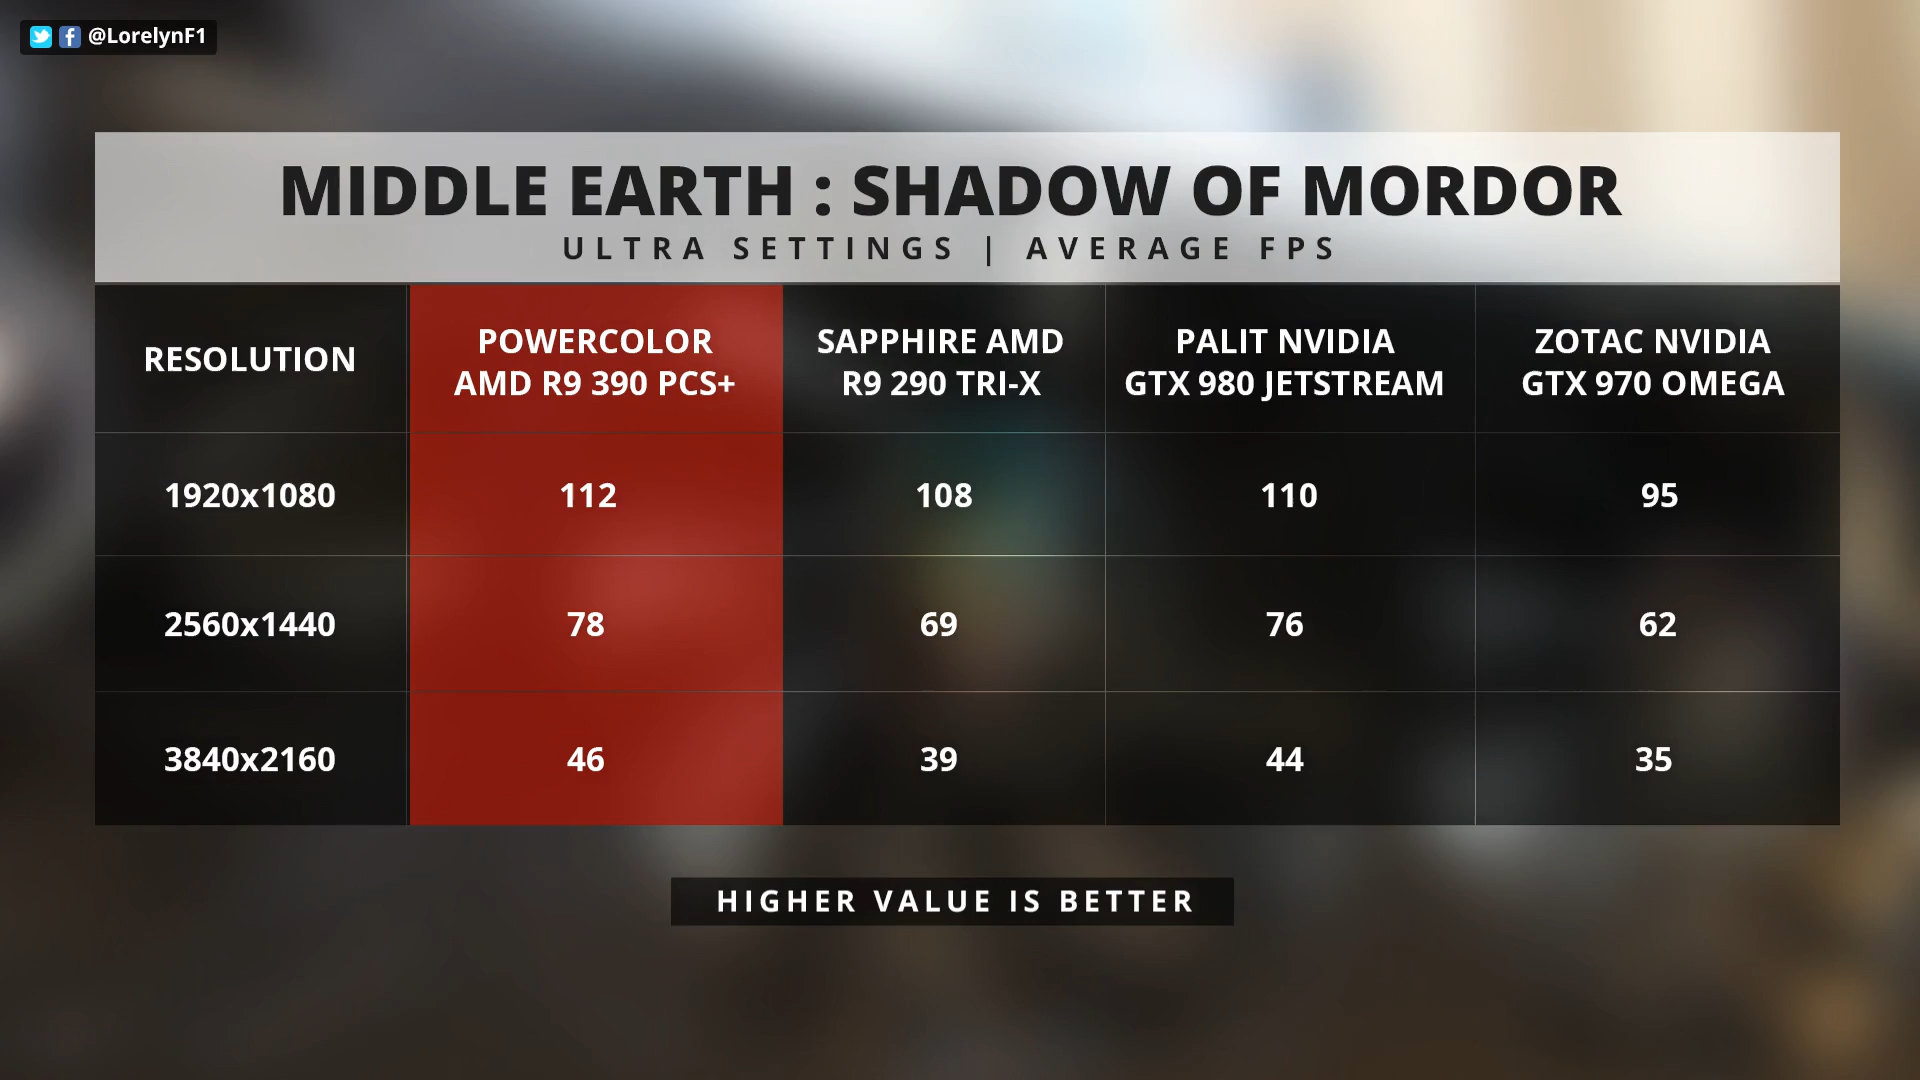 @LorelynF1
MIDDLE EARTH : SHADOW OF MORDOR
ULTRA SETTINGS | AVERAGE FPS
RESOLUTION
POWERCOLOR
AMD R9 390 PCS+
SAPPHIRE AMD
R9 290 TRI-X
PALIT NVIDIA
GTX 980 JETSTREAM
ZOTAC NVIDIA
GTX 970 OMEGA
1920x1080 112 108 110 95
2560x1440 78 69 76 62
3840x2160 46 39 44 35
HIGHER VALUE IS BETTER